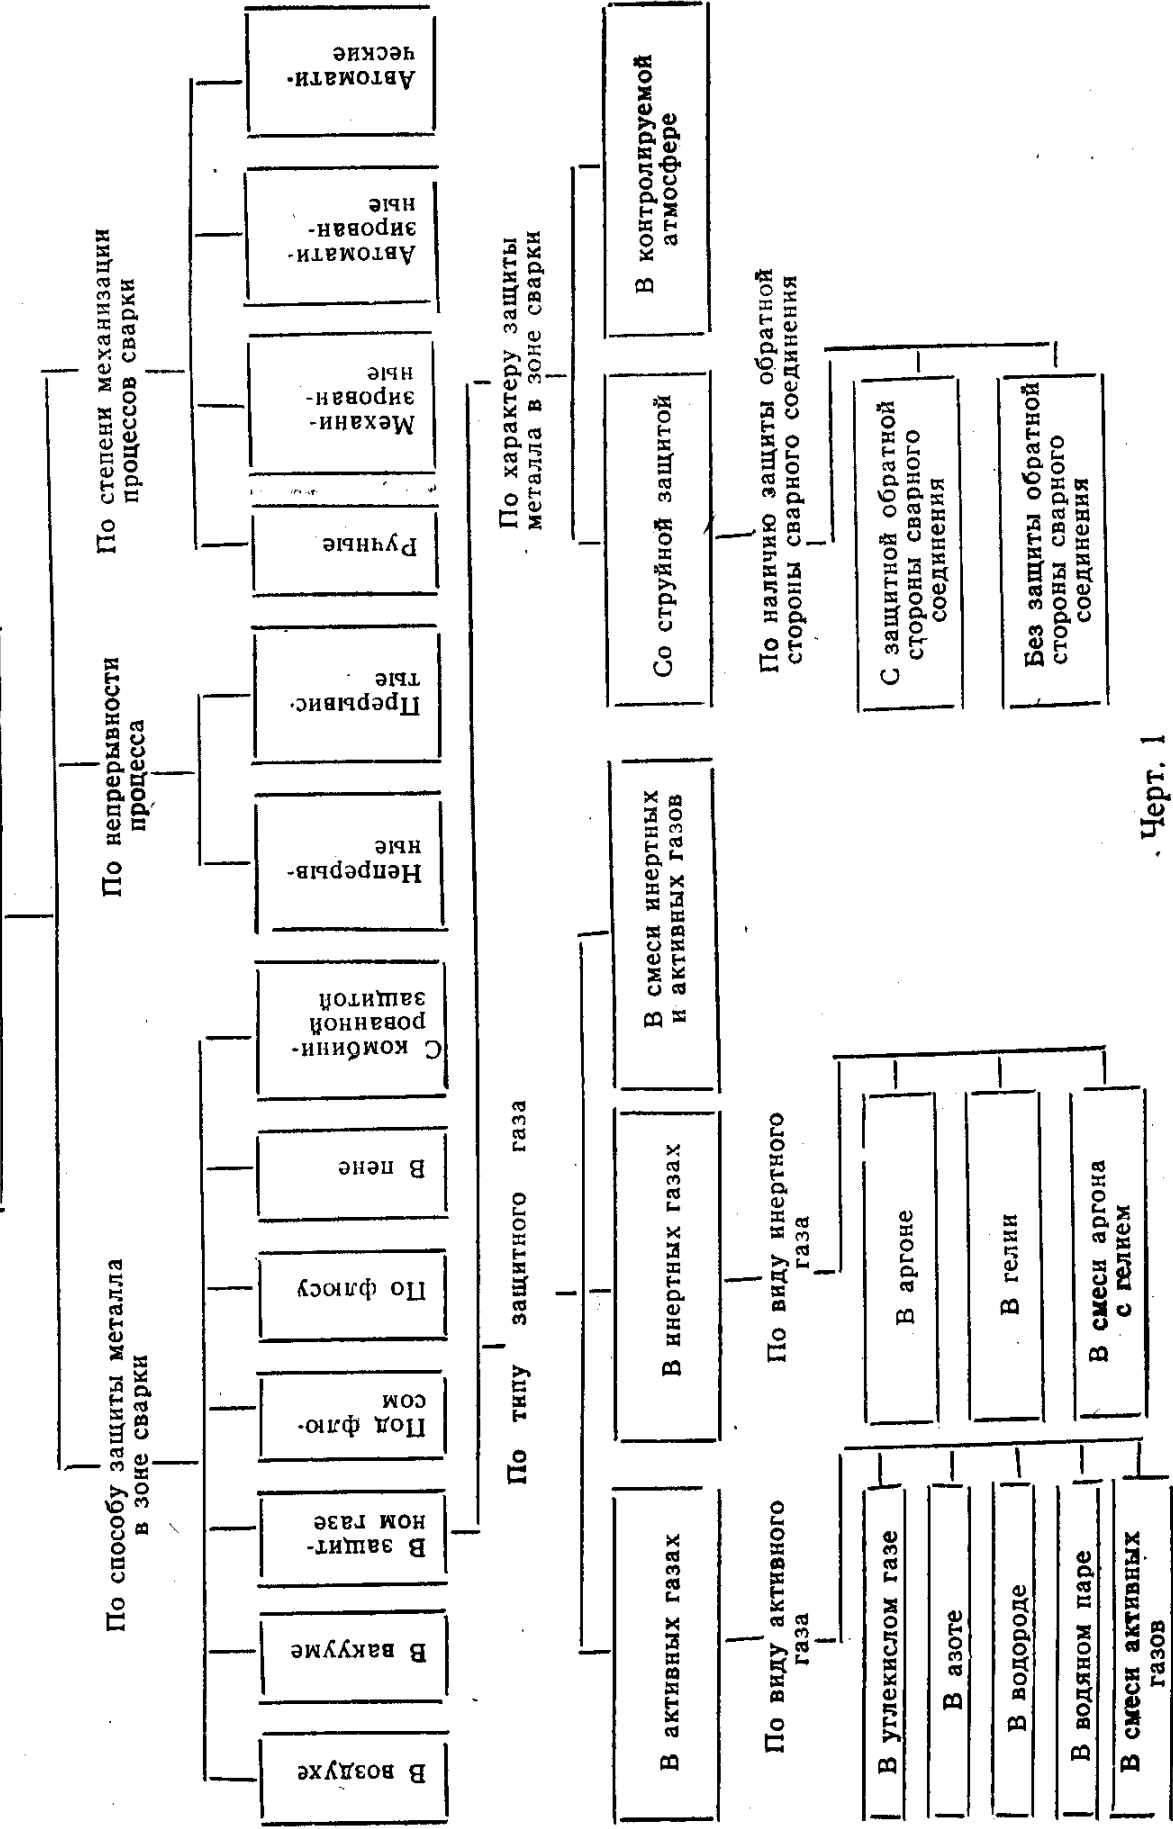 По способу защиты металла
в зоне сварки
По непрерывности
процесса
По степени механизации
процессов сварки
В воздухе
В вакууме
В защит-
ном газе
Под флю-
сом
По флюсу
В пене
С комбини-
рованной
защитой
Непрерыв-
ные
Прерывис-
тые
Ручные
Механи-
зирован-
ные
Автомати-
зирован-
ные
Автомати-
ческие
По типу защитного газа
По характеру защиты
металла в зоне сварки
В активных газах
В инертных газах
В смеси инертных
и активных газов
Со струйной защитой
В контролируемой
атмосфере
По виду активного
газа
По виду инертного
газа
По наличию защиты обратной
стороны сварного соединения
В углекислом газе
В азоте
В водороде
В водяном паре
В смеси активных
газов
В аргоне
В гелии
В смеси аргона
с гелием
С защитной обратной
стороны сварного
соединения
Без защиты обратной
стороны сварного
соединения
Черт. 1